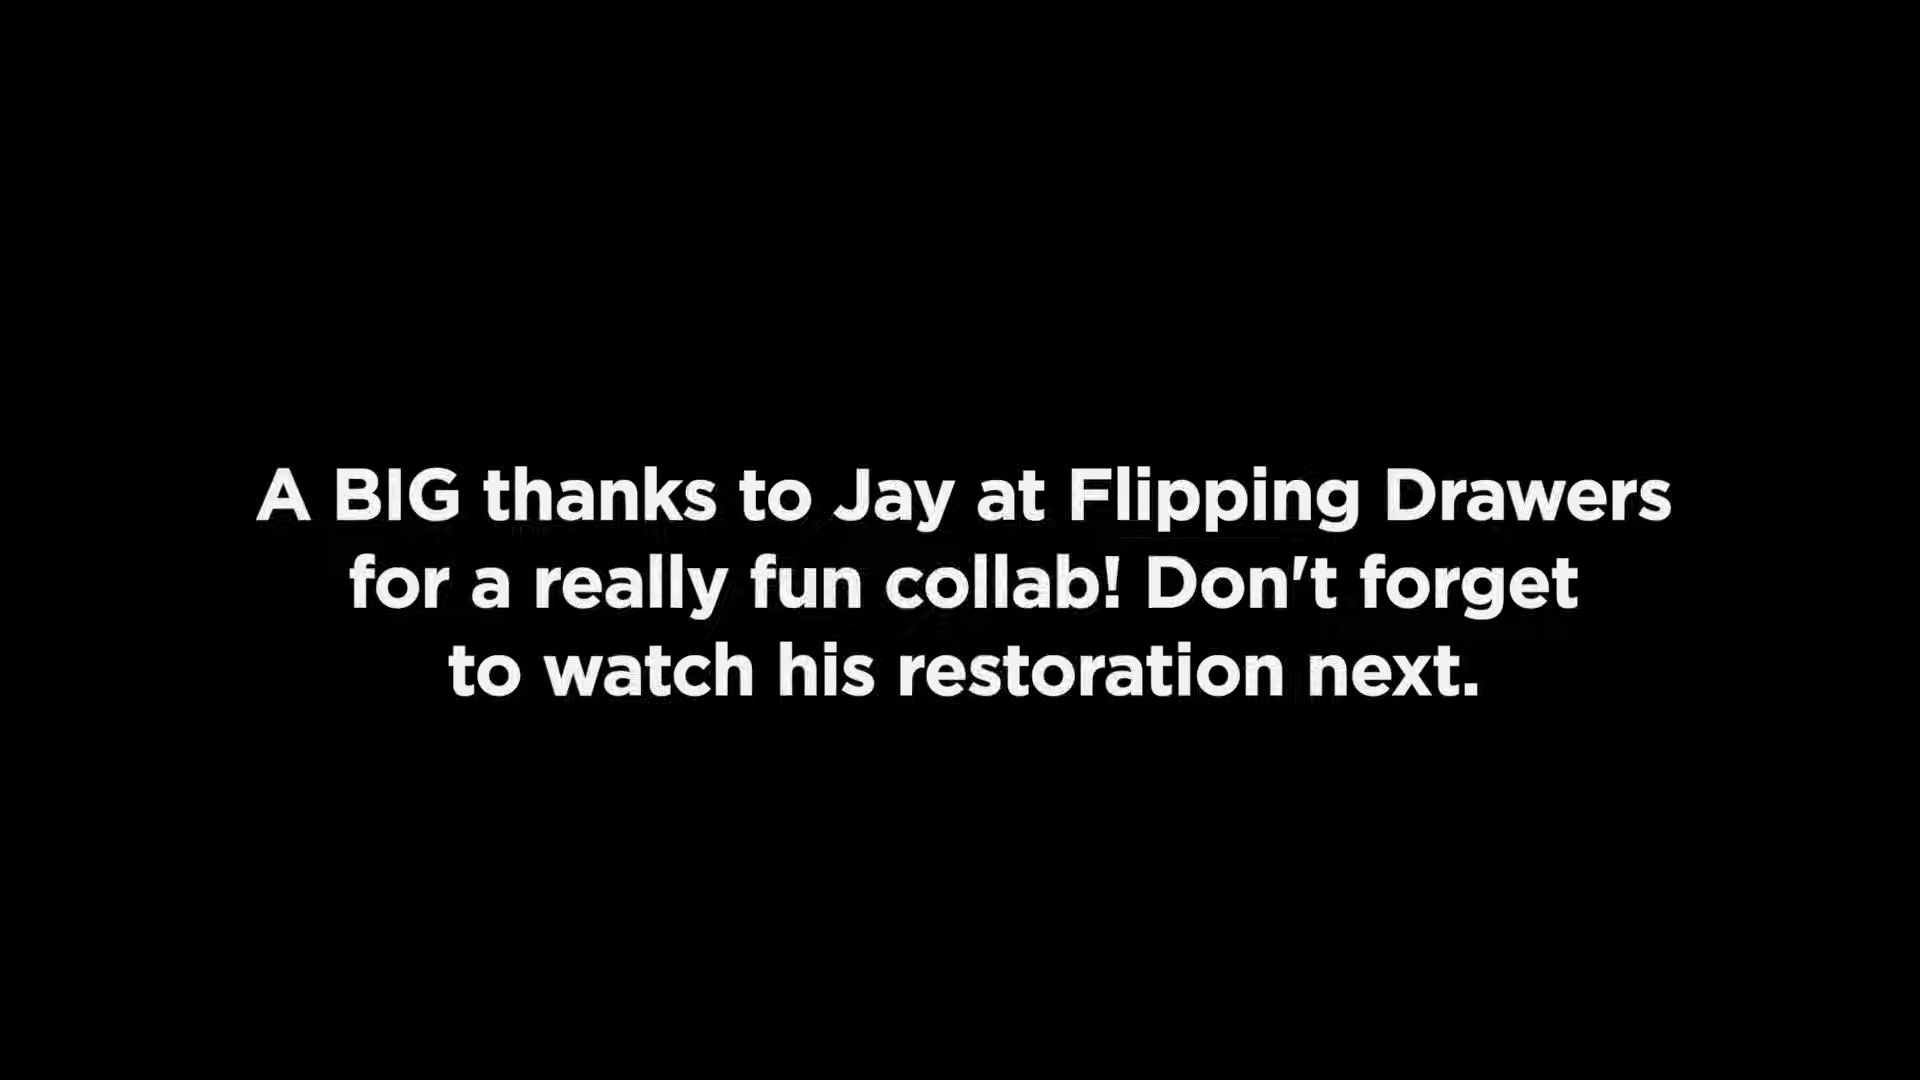 A BIG thanks to Jay at Flipping Drawers
for a really fun collab! Don't forget
to watch his restoration next.